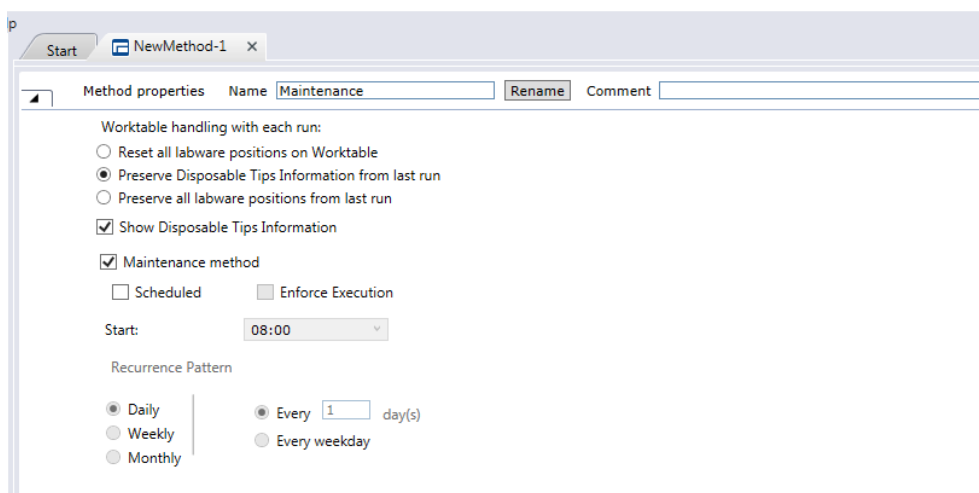 p
Start NewMethod-1
Method properties Name Maintenance Rename Comment
Worktable handling with each run:
Reset all labware positions on Worktable
Preserve Disposable Tips Information from last run
Preserve all labware positions from last run
Show Disposable Tips Information
Maintenance method
Scheduled Enforce Execution
Start: 08:00
Recurrence Pattern
Daily Every 1 day(s)
Weekly Every weekday
Monthly